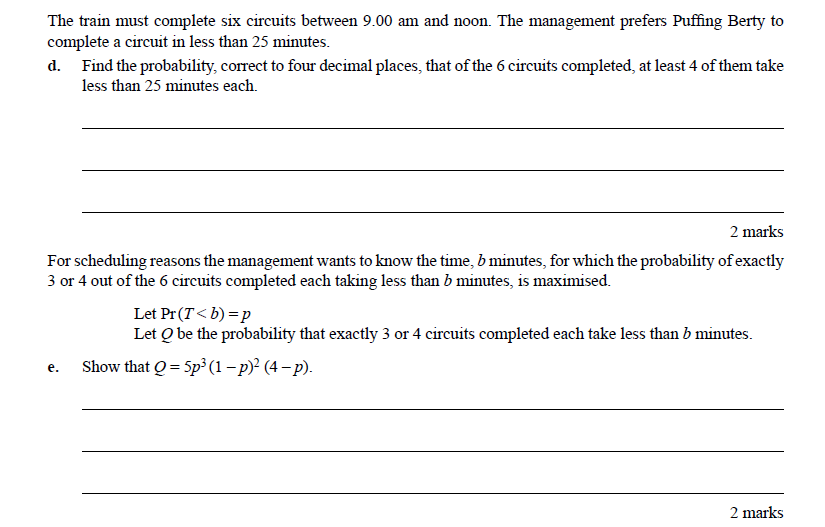 The train must complete six circuits between 9.00 am and noon. The management prefers Puffing Berty to
complete a circuit in less than 25 minutes.
d. Find the probability, correct to four decimal places, that of the 6 circuits completed, at least 4 of them take
less than 25 minutes each.
2 marks
For scheduling reasons the management wants to know the time, b minutes, for which the probability of exactly
3 or 4 out of the 6 circuits completed each taking less than b minutes, is maximised.
Let Pr(T < b) = p
Let Q be the probability that exactly 3 or 4 circuits completed each take less than b minutes.
e. Show that Q = 5p³(1 – p)² (4 – p).
2 marks